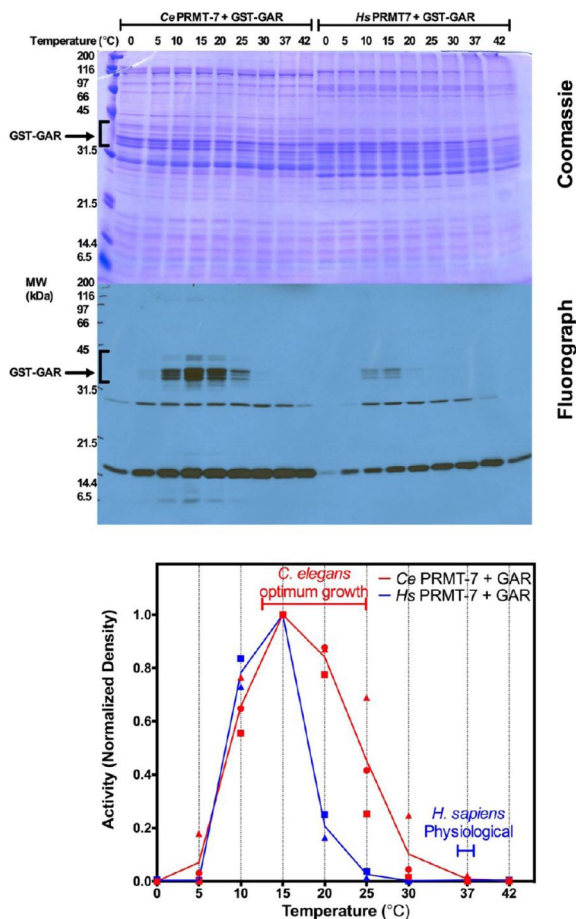 Ce PRMT-7 + GST-GAR Hs PRMT7 + GST-GAR
Temperature (°C) 0 5 10 15 20 25 30 37 42 0 5 10 15 20 25 30 37 42
200
116
97
66
45
GST-GAR
31.5
21.5
14.4
6.5
Coomassie
MW
(kDa)
200
116
97
66
45
GST-GAR
31.5
21.5
14.4
6.5
Fluorograph
C. elegans
optimum growth
Ce PRMT-7 + GAR
Hs PRMT-7 + GAR
1.0
0.8
0.6
0.4
0.2
0.0
Activity (Normalized Density)
H. sapiens
Physiological
0 5 10 15 20 25 30 37 42
Temperature (°C)